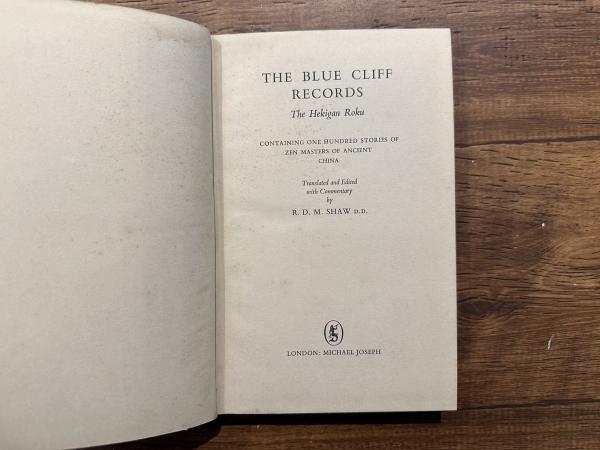 THE BLUE CLIFF
RECORDS
The Hekigan Roku
CONTAINING ONE HUNDRED STORIES OF
ZEN MASTERS OF ANCIENT
CHINA
Translated and Edited
with Commentary
by
R. D. M. SHAW D.D.
LONDON: MICHAEL JOSEPH